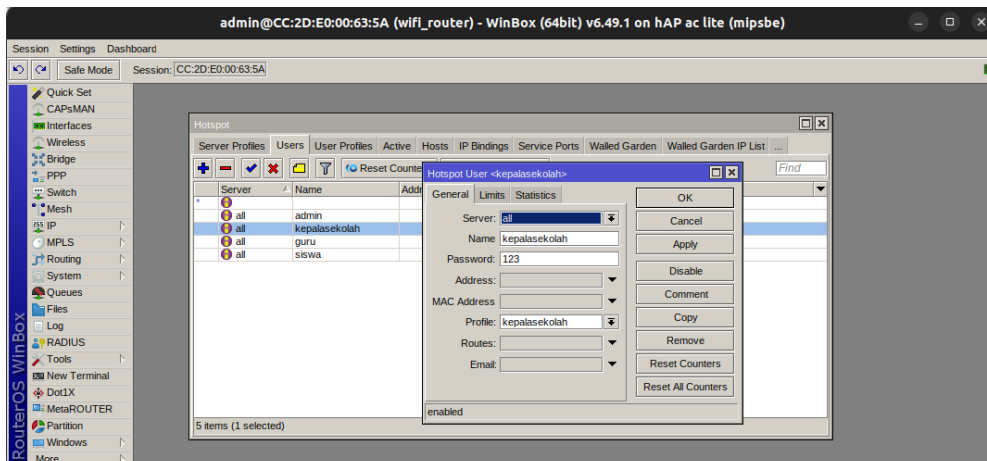 admin@CC:2D:E0:00:63:5A (wifi_router) - WinBox (64bit) v6.49.1 on hAP ac lite (mipsbe)
Session Settings Dashboard
Safe Mode Session: CC:2D:E0:00:63:5A
Quick Set
CAPsMAN
Interfaces
Wireless
Bridge
PPP
Switch
Mesh
IP
MPLS
Routing
System
Queues
Files
Log
RADIUS
Tools
New Terminal
Dot1X
MetaROUTER
Partition
Windows
More
RouterOS WinBox
Hotspot
Server Profiles Users User Profiles Active Hosts IP Bindings Service Ports Walled Garden Walled Garden IP List ...
Reset Counte
Find
Server Name Addr
*
all admin
all kepalasekolah
all guru
all siswa
5 items (1 selected)
Hotspot User <kepalasekolah>
General Limits Statistics
Server: all
Name kepalasekolah
Password: 123
Address:
MAC Address
Profile: kepalasekolah
Routes:
Email:
OK
Cancel
Apply
Disable
Comment
Copy
Remove
Reset Counters
Reset All Counters
enabled